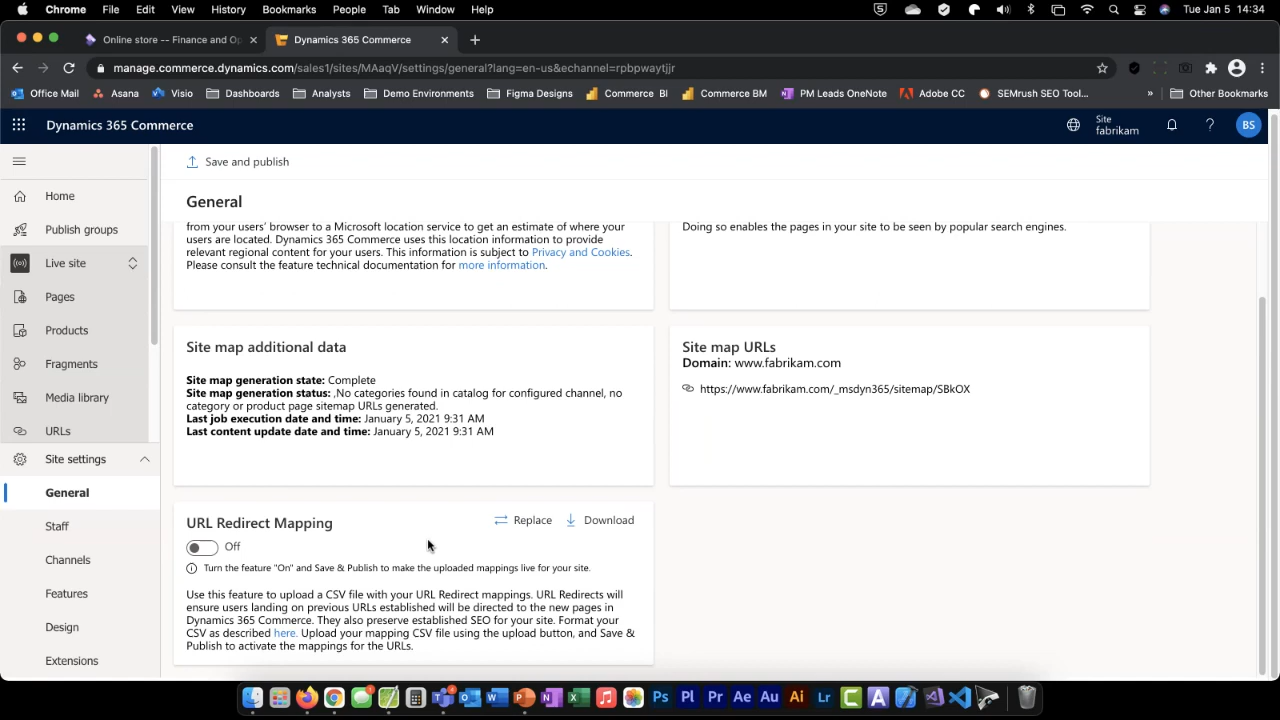 Chrome File Edit View History Bookmarks People Tab Window Help Tue Jan 5 14:34
Online store -- Finance and Op Dynamics 365 Commerce
manage.commerce.dynamics.com/sales1/sites/MAaqV/settings/general?lang=en-us&echannel=rpbpwaytjjr
Office Mail Asana Visio Dashboards Analysts Demo Environments Figma Designs Commerce BI Commerce BM PM Leads OneNote Adobe CC SEMrush SEO Tool... » Other Bookmarks
Dynamics 365 Commerce
Site
fabrikam
BS
Save and publish
Home
Publish groups
Live site
Pages
Products
Fragments
Media library
URLs
Site settings
General
Staff
Channels
Features
Design
Extensions
General
from your users' browser to a Microsoft location service to get an estimate of where your
users are located. Dynamics 365 Commerce uses this location information to provide
relevant regional content for your users. This information is subject to Privacy and Cookies.
Please consult the feature technical documentation for more information.
Doing so enables the pages in your site to be seen by popular search engines.
Site map additional data
Site map generation state: Complete
Site map generation status: ,No categories found in catalog for configured channel, no
category or product page sitemap URLs generated.
Last job execution date and time: January 5, 2021 9:31 AM
Last content update date and time: January 5, 2021 9:31 AM
Site map URLs
Domain: www.fabrikam.com
https://www.fabrikam.com/_msdyn365/sitemap/SBkOX
URL Redirect Mapping
Replace Download
Off
Turn the feature "On" and Save & Publish to make the uploaded mappings live for your site.
Use this feature to upload a CSV file with your URL Redirect mappings. URL Redirects will
ensure users landing on previous URLs established will be directed to the new pages in
Dynamics 365 Commerce. They also preserve established SEO for your site. Format your
CSV as described here. Upload your mapping CSV file using the upload button, and Save &
Publish to activate the mappings for the URLs.
Ps Pl Pr Ae Au Ai Lr